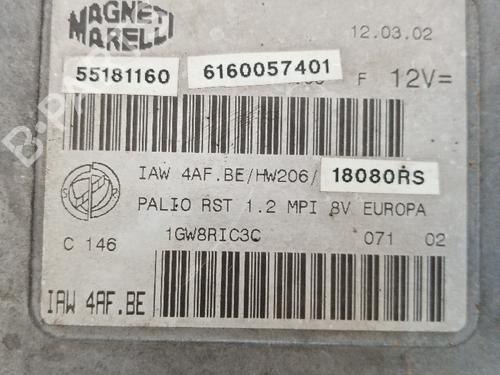 MAGNETI
MARELLI
12.03.02
55181160
6160057401
F 12V=
IAW 4AF.BE/HW206/18080RS
PALIO RST 1.2 MPI 8V EUROPA
C 146
1GW8RIC3C
071 02
IAW 4AF.BE